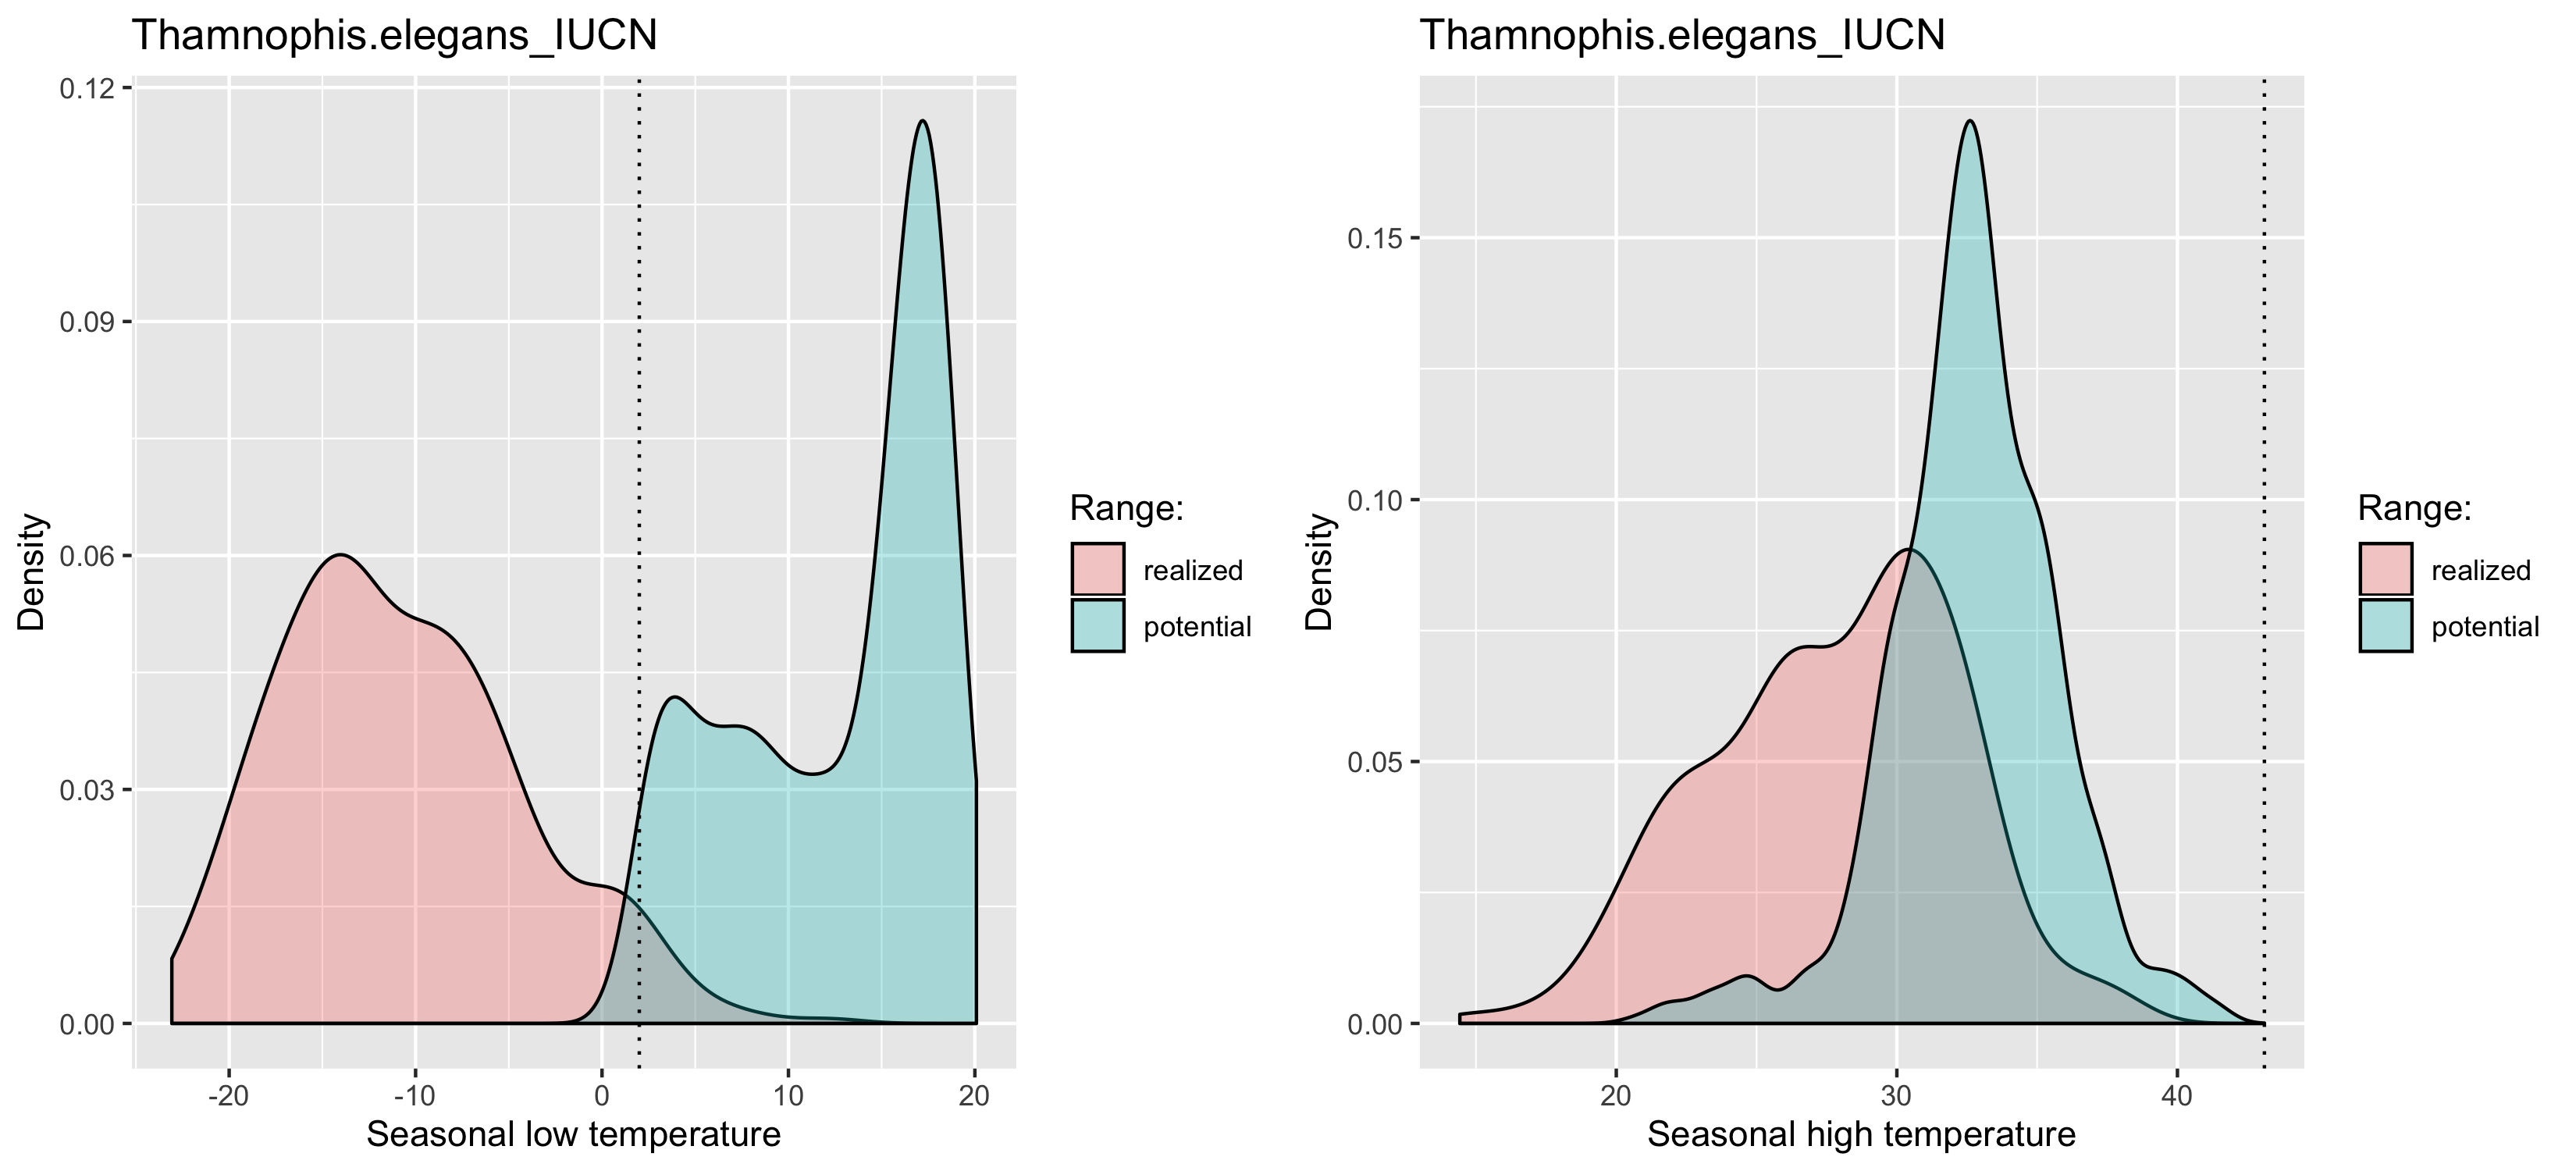 Thamnophis.elegans_IUCN
0.12
0.09
0.06
0.03
0.00
Density
-20 -10 0 10 20
Seasonal low temperature
Range:
realized
potential
Thamnophis.elegans_IUCN
0.15
0.10
0.05
0.00
Density
20 30 40
Seasonal high temperature
Range:
realized
potential